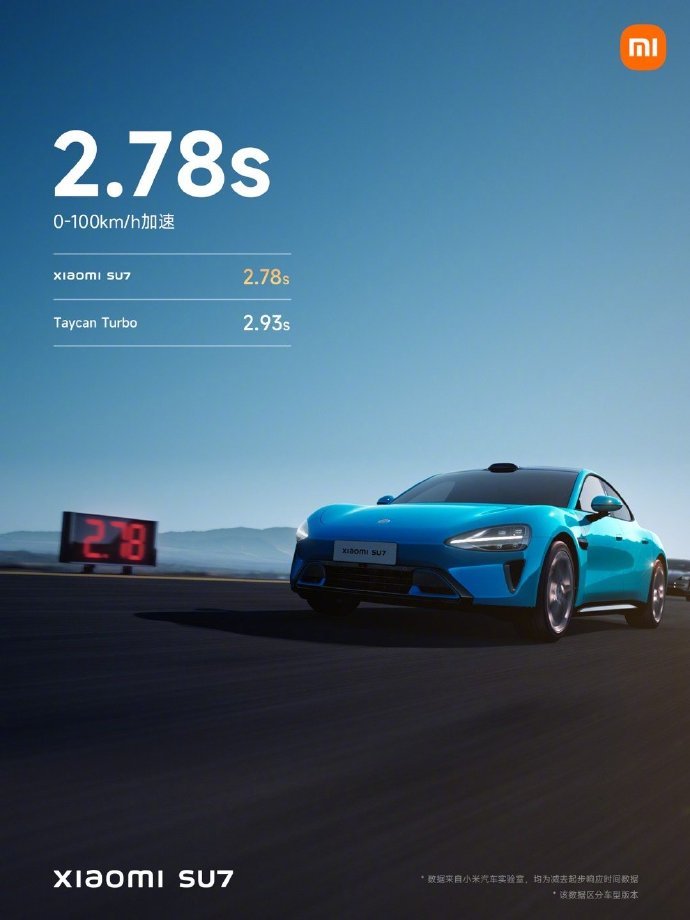 mi
2.78s
0-100km/h加速
xiaomi SU7 2.78s
Taycan Turbo 2.93s
2.78
xiaomi SU7
xiaomi SU7
* 数据来自小米汽车实验室，均为减去起步响应时间数据
* 该数据区分车型版本